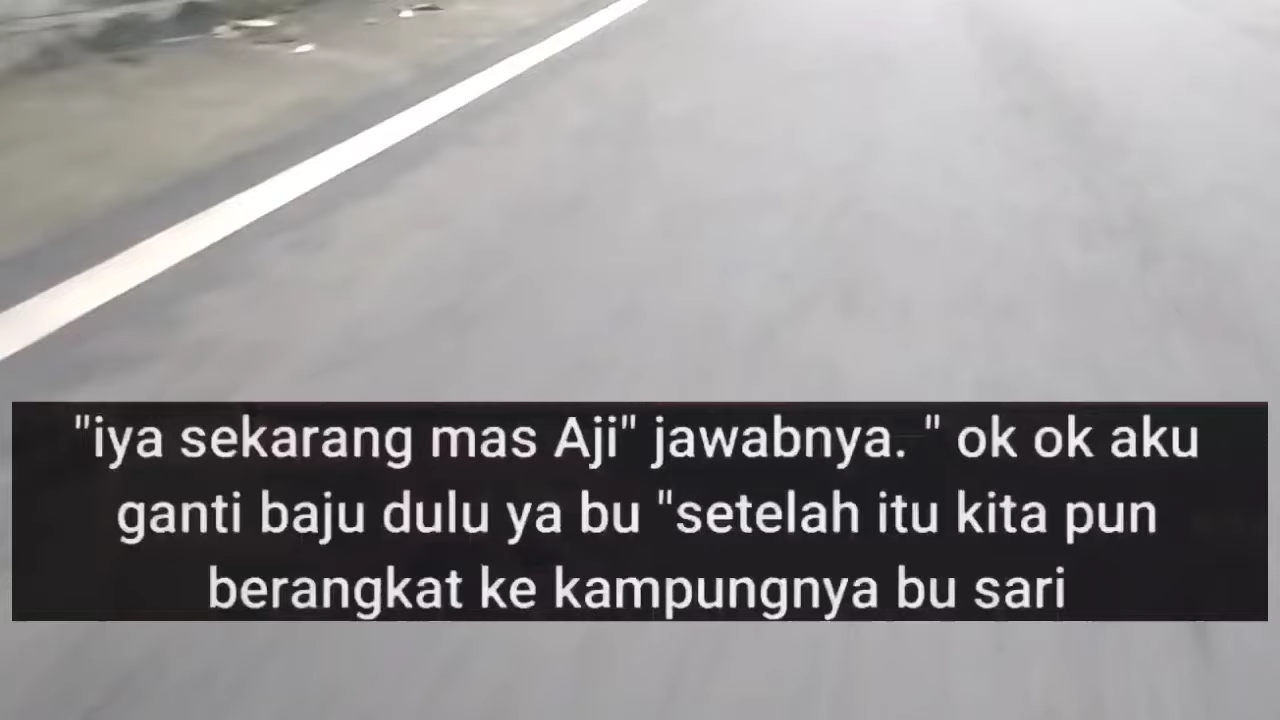 "iya sekarang mas Aji" jawabnya. " ok ok aku
ganti baju dulu ya bu "setelah itu kita pun
berangkat ke kampungnya bu sari